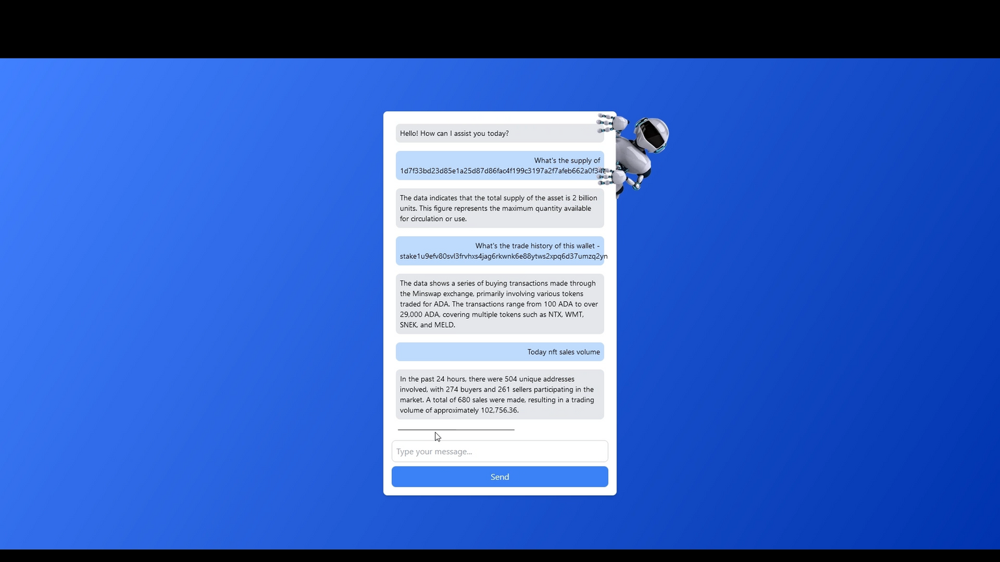 Hello! How can I assist you today?
What's the supply of
1d7f33bd23d85e1a25d87d86fac4f199c3197a2f7afeb662a0f34e
The data indicates that the total supply of the asset is 2 billion
units. This figure represents the maximum quantity available
for circulation or use.
What's the trade history of this wallet -
stake1u9efv80svl3frvhxs4jag6rkwnk6e88ytws2xpq6d37umzq2yn
The data shows a series of buying transactions made through
the Minswap exchange, primarily involving various tokens
traded for ADA. The transactions range from 100 ADA to over
29,000 ADA, covering multiple tokens such as NTX, WMT,
SNEK, and MELD.
Today nft sales volume
In the past 24 hours, there were 504 unique addresses
involved, with 274 buyers and 261 sellers participating in the
market. A total of 680 sales were made, resulting in a trading
volume of approximately 102,756.36.
Type your message...
Send